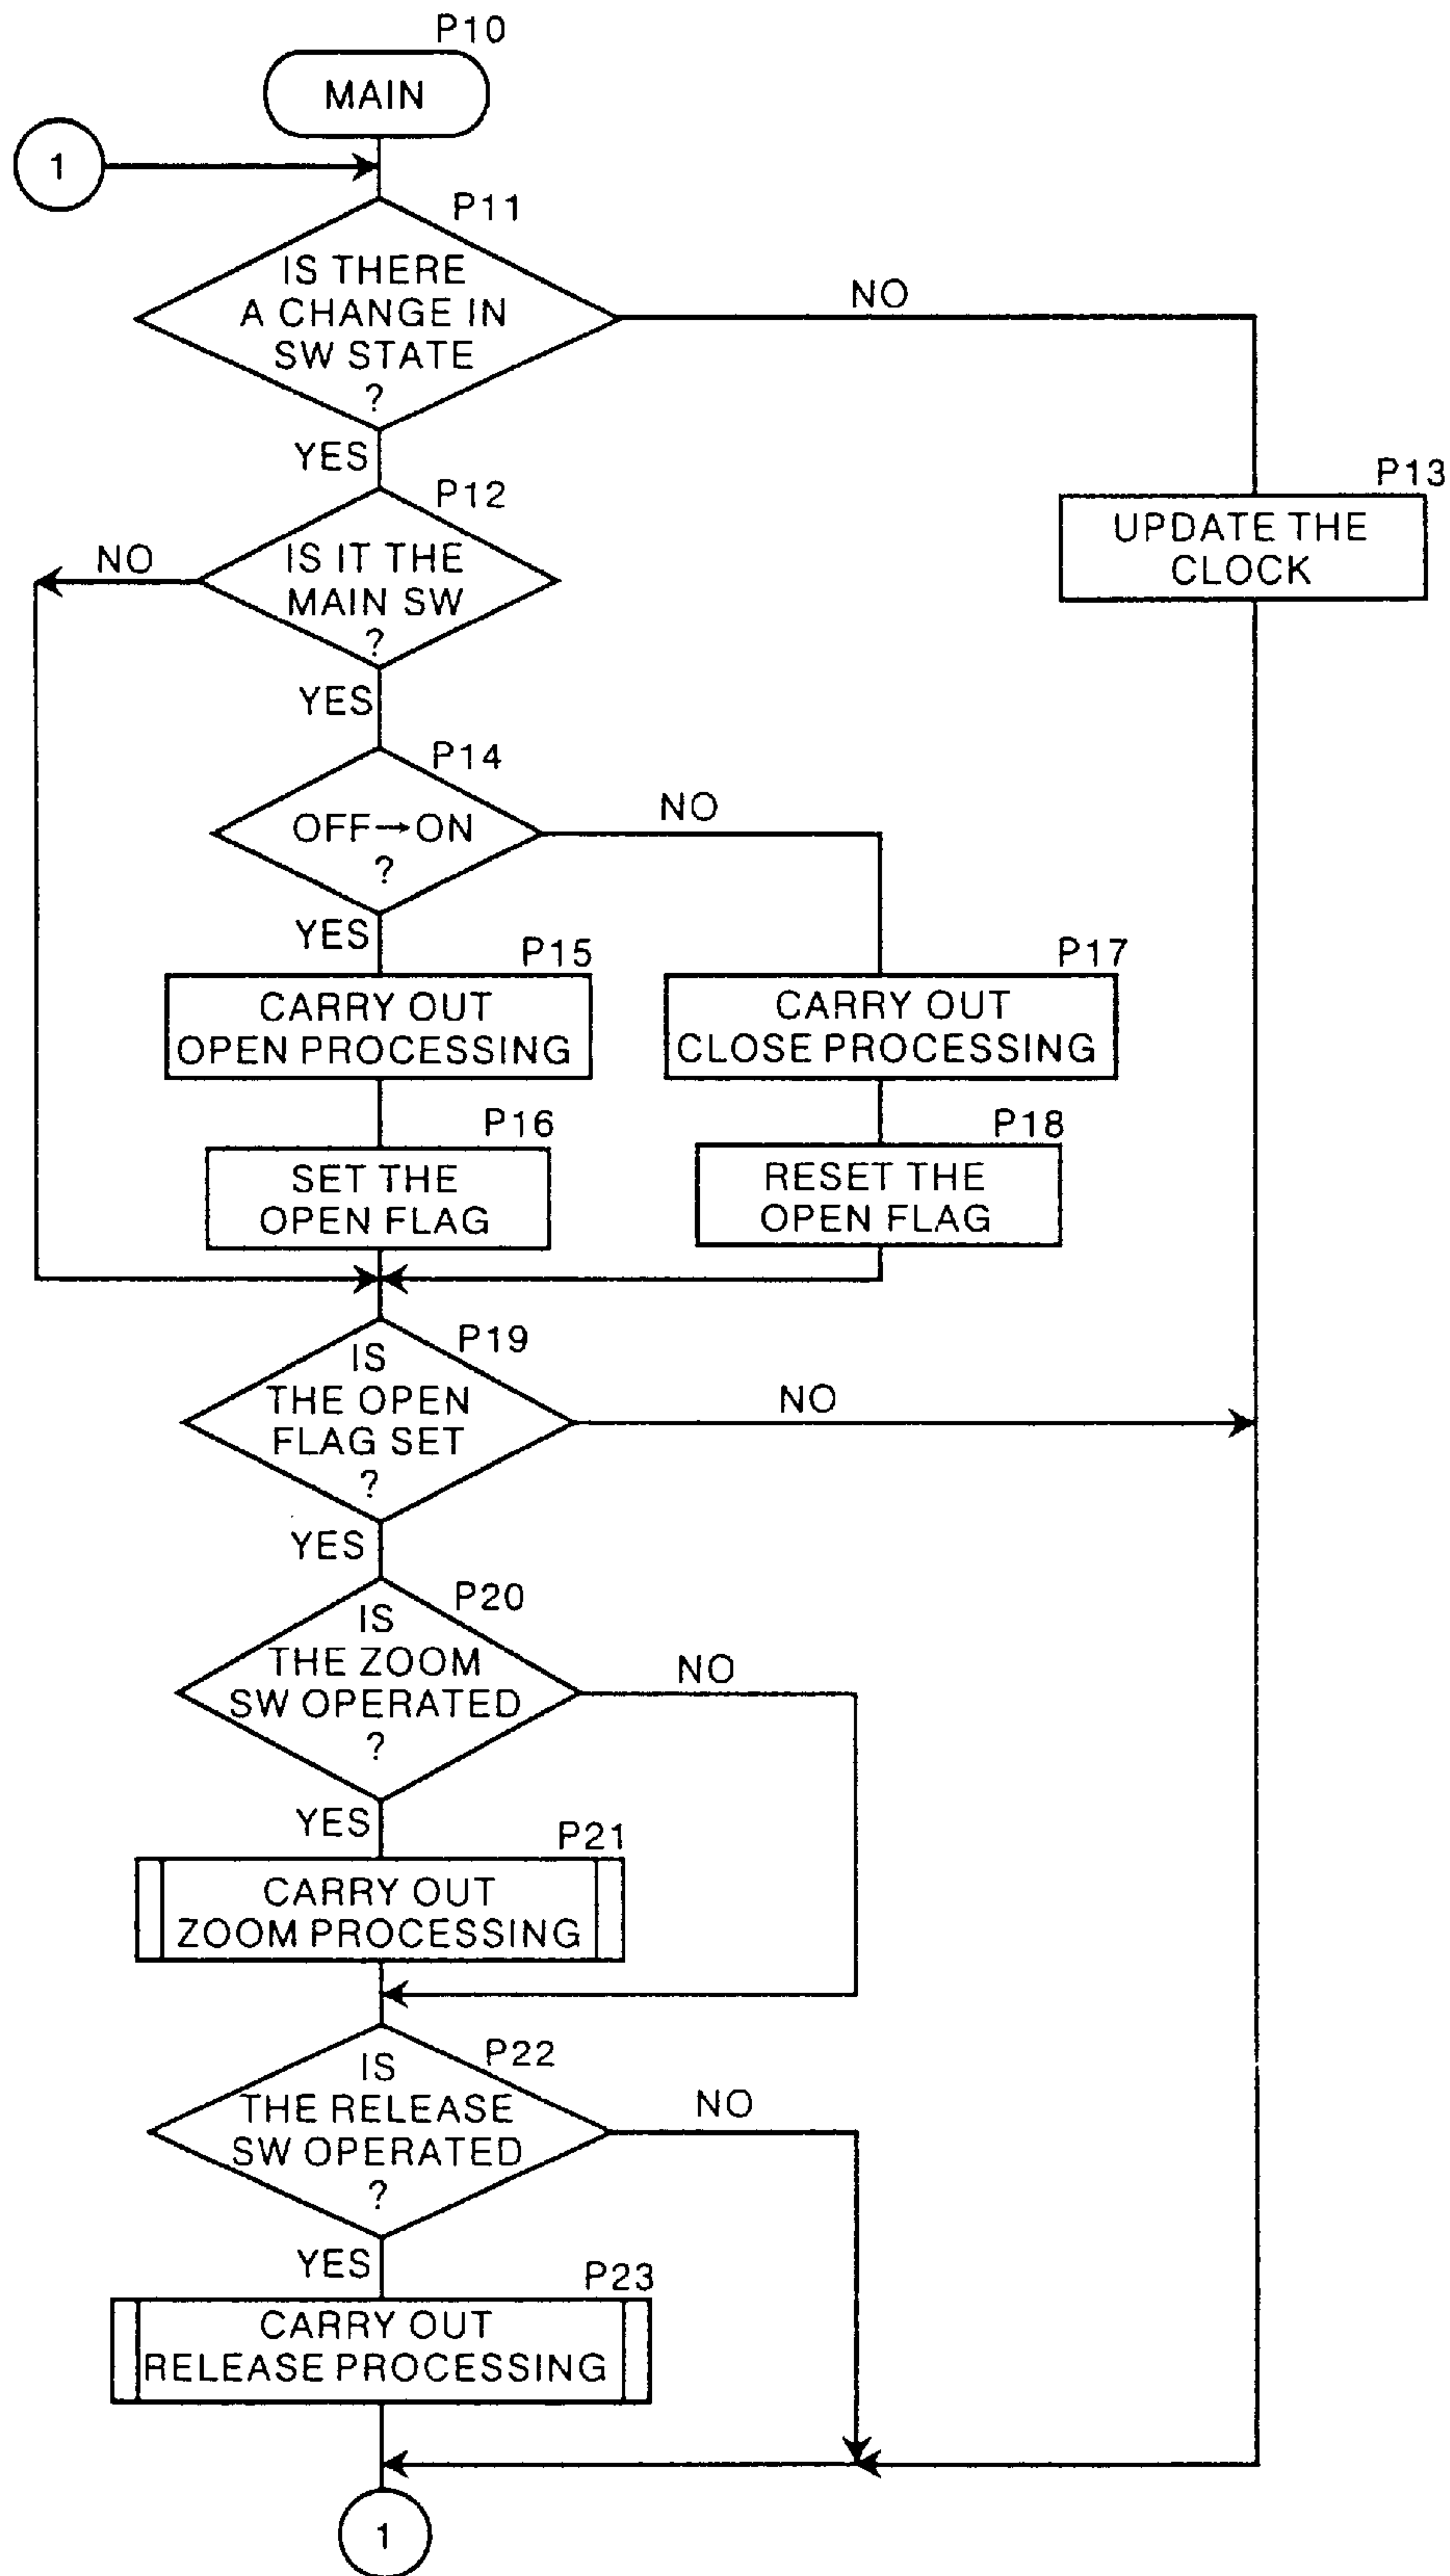 P10
MAIN
1
P11
IS THERE
A CHANGE IN
SW STATE
?
NO
YES
P12
IS IT THE
MAIN SW
?
NO
YES
P13
UPDATE THE
CLOCK
P14
OFF→ON
?
NO
YES
P15
CARRY OUT
OPEN PROCESSING
P17
CARRY OUT
CLOSE PROCESSING
P16
SET THE
OPEN FLAG
P18
RESET THE
OPEN FLAG
P19
IS
THE OPEN
FLAG SET
?
NO
YES
P20
IS
THE ZOOM
SW OPERATED
?
NO
YES
P21
CARRY OUT
ZOOM PROCESSING
P22
IS
THE RELEASE
SW OPERATED
?
NO
YES
P23
CARRY OUT
RELEASE PROCESSING
1